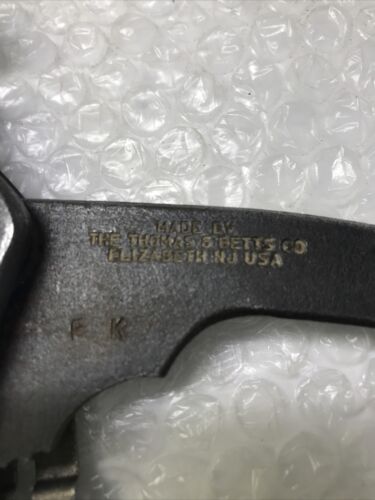 MADE BY
THE THOMAS & BETTS CO
ELIZABETH NJ USA
F K